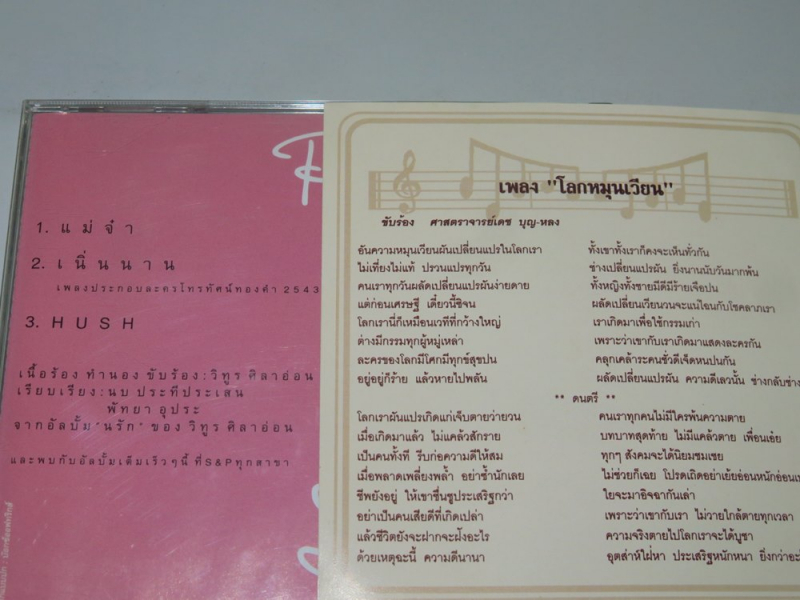 1. แม่จ๋า
2. เนิ่นนาน
เพลงประกอบละครโทรทัศน์ทองคำ 2543
3. HUSH
เนื้อร้อง ทำนอง ขับร้อง : วิทูร ศิลาอ่อน
เรียบเรียง : นบ ประทีปะเสน
พัทยา อุประ
จากอัลบั้ม "นรัก" ของ วิทูร ศิลาอ่อน
และพบกับอัลบั้มเต็มเร็วๆนี้ ที่ S&P ทุกสาขา
เพลง "โลกหมุนเวียน"
ขับร้อง ศาสตราจารย์เดช บุญ-หลง
อันความหมุนเวียนผันเปลี่ยนแปรในโลกเรา ทั้งเขาทั้งเราก็คงจะเห็นทั่วกัน
ไม่เที่ยงไม่แท้ ปรวนแปรทุกวัน ช่างเปลี่ยนแปรผัน ยิ่งนานนับวันมากพ้น
คนเราทุกวันผลัดเปลี่ยนแปรผันง่ายดาย ทั้งหญิงทั้งชายมีดีมีร้ายเจือปน
แต่ก่อนเศรษฐี เดี๋ยวนี้ซิจน ผลัดเปลี่ยนเวียนวนจะแน่ไฉนกับโชคลาภเรา
โลกเรานี้ก็เหมือนเวทีที่กว้างใหญ่ เราเกิดมาเพื่อใช้กรรมเก่า
ต่างมีกรรมทุกผู้หมู่เหล่า เพราะว่าเขากับเราเกิดมาแสดงละครกัน
ละครของโลกมีโศกมีทุกข์สุขปน คลุกเคล้าระคนชั่วดีเจ็ดหนปนกัน
อยู่อยู่ก็ร้าย แล้วหายไปพลัน ผลัดเปลี่ยนแปรผัน ความดีเลวนั้น ช่างกลับช่าง
** ดนตรี **
โลกเราผันแปรเกิดแก่เจ็บตายว่ายวน คนเราทุกคนไม่มีใครพ้นความตาย
เมื่อเกิดมาแล้ว ไม่แคล้วสักราย บทบาทสุดท้าย ไม่มีแคล้วตาย เพื่อนเอ๋ย
เป็นคนทั้งที รีบก่อความดีให้สม ทุกๆ สังคมจะได้นิยมชมเชย
เมื่อพลาดเพลี่ยงพล้ำ อย่าซ้ำนักเลย ไม่ช่วยก็เฉย โปรดเถิดอย่าเย้ยอ่อนหนักอ่อน
ชีพยังอยู่ ให้เขาชื่นชูประเสริฐกว่า ใยจะมาอิจฉากันเล่า
อย่าเป็นคนเสียดีที่เกิดเปล่า เพราะว่าเขากับเรา ไม่วายใกล้ตายทุกเวลา
แล้วชีวิตยังจะฝากจะฝังอะไร ความจริงตายไปโลกเราจะได้บูชา
ด้วยเหตุฉะนี้ ความดีนานา อุตส่าห์ใฝ่หา ประเสริฐหนักหนา ยิ่งกว่า